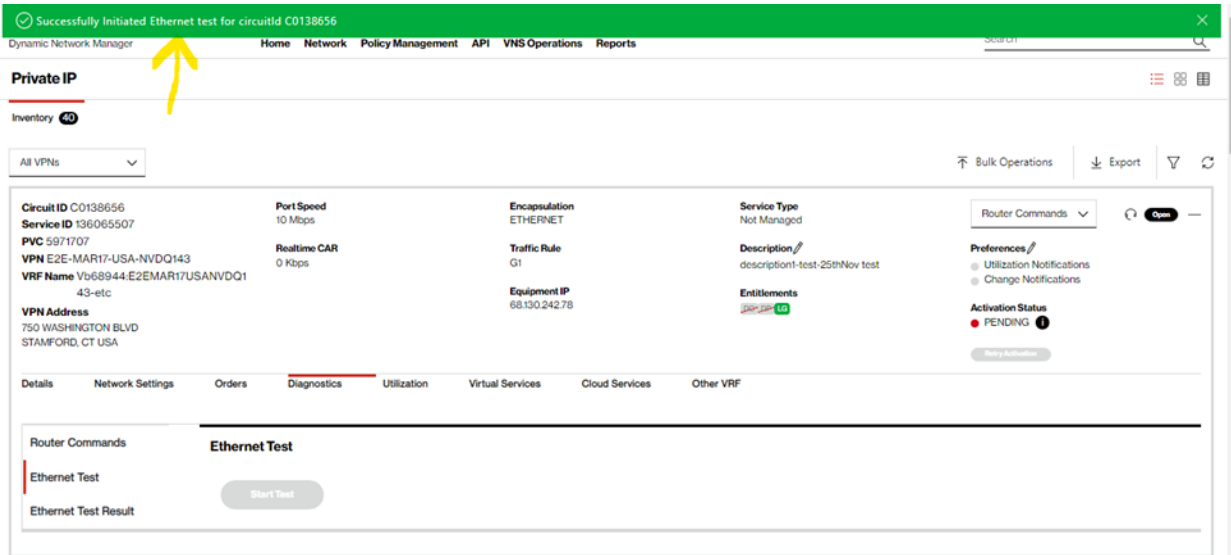 Successfully Initiated Ethernet test for circuitId C0138656
Dynamic Network Manager
Home Network Policy Management API VNS Operations Reports
Search
Private IP
Inventory 40
All VPNs
Bulk Operations
Export
Circuit ID C0138656
Service ID 136065507
PVC 5971707
VPN E2E-MAR17-USA-NVDQ143
VRF Name Vb68944:E2EMAR17USANVDQ1
43-etc
VPN Address
750 WASHINGTON BLVD
STAMFORD, CT USA
Port Speed
10 Mbps
Realtime CAR
0 Kbps
Encapsulation
ETHERNET
Traffic Rule
G1
Equipment IP
68.130.242.78
Service Type
Not Managed
Description
description1-test-25thNov test
Entitlements
LG
Router Commands
Open
Preferences
Utilization Notifications
Change Notifications
Activation Status
PENDING
Retry Activation
Details Network Settings Orders Diagnostics Utilization Virtual Services Cloud Services Other VRF
Router Commands
Ethernet Test
Ethernet Test Result
Ethernet Test
Start Test